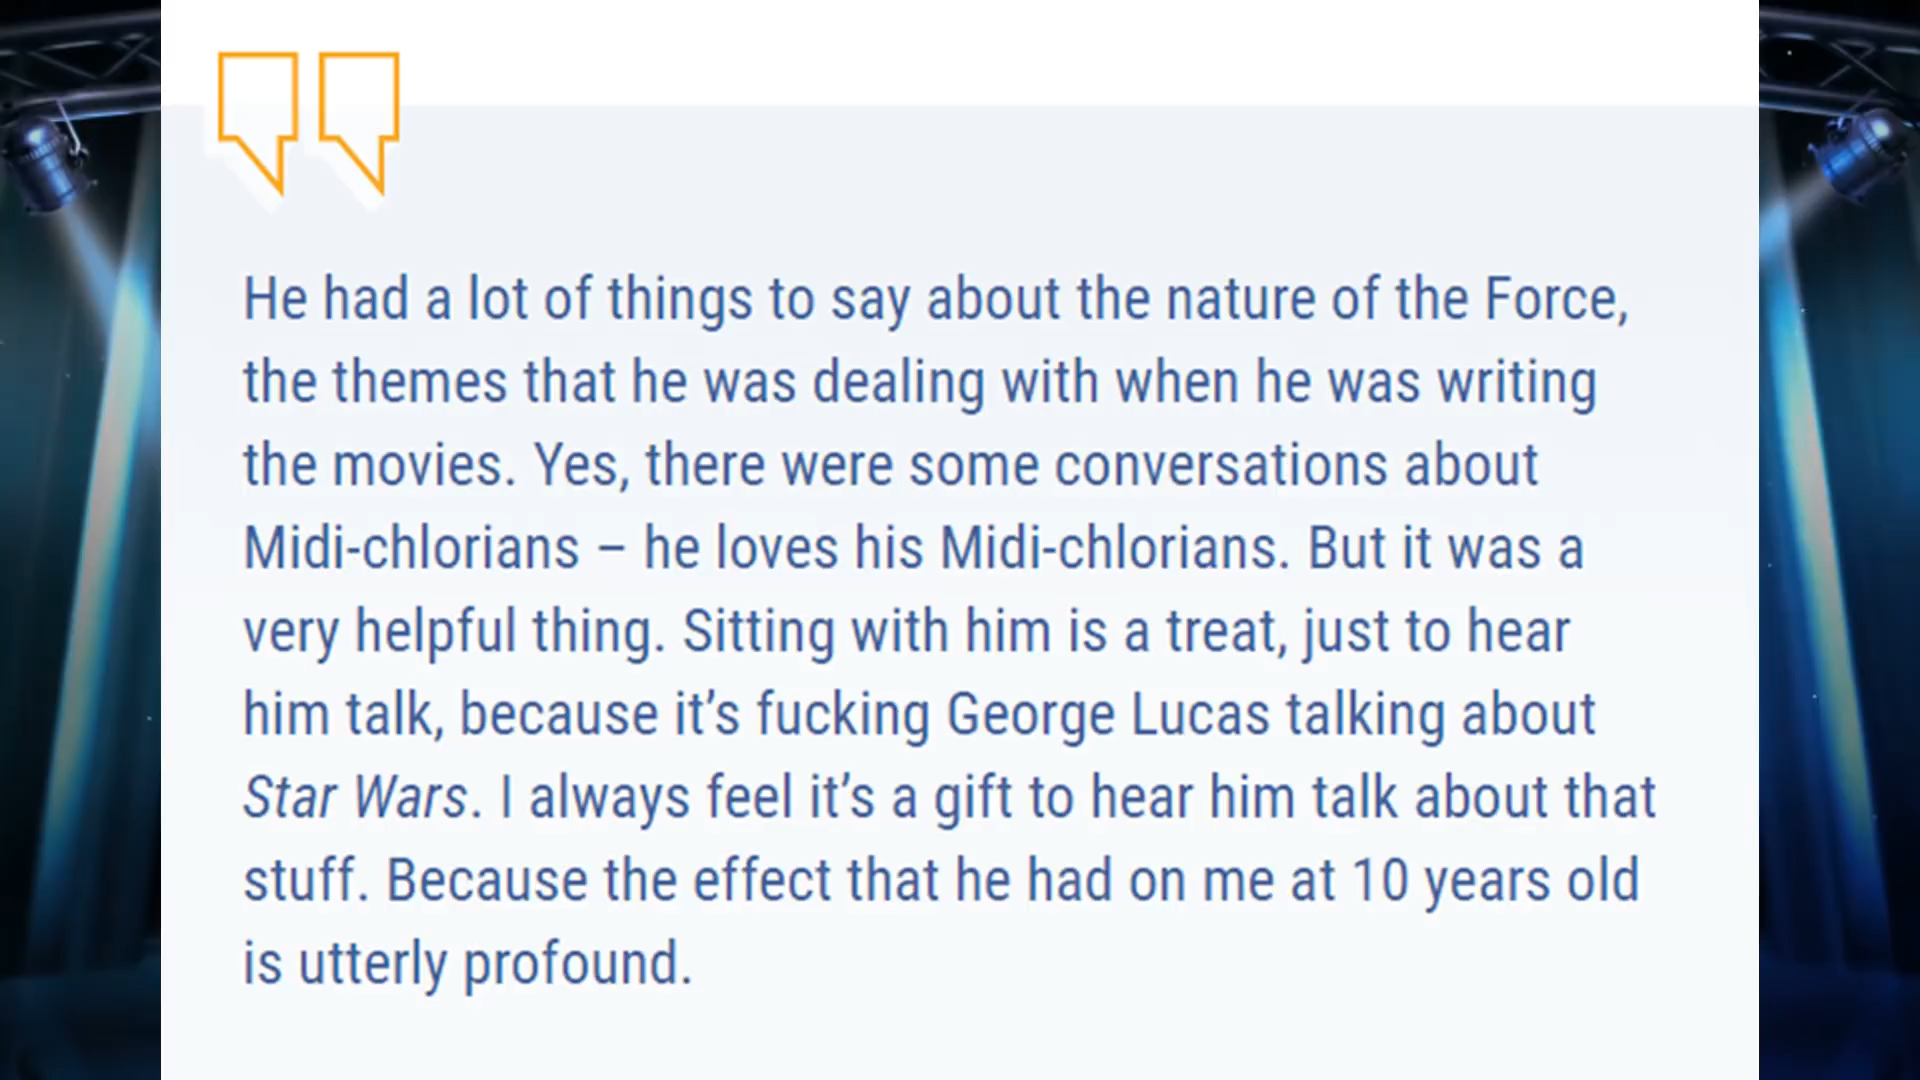 He had a lot of things to say about the nature of the Force,
the themes that he was dealing with when he was writing
the movies. Yes, there were some conversations about
Midi-chlorians – he loves his Midi-chlorians. But it was a
very helpful thing. Sitting with him is a treat, just to hear
him talk, because it’s fucking George Lucas talking about
Star Wars. I always feel it’s a gift to hear him talk about that
stuff. Because the effect that he had on me at 10 years old
is utterly profound.